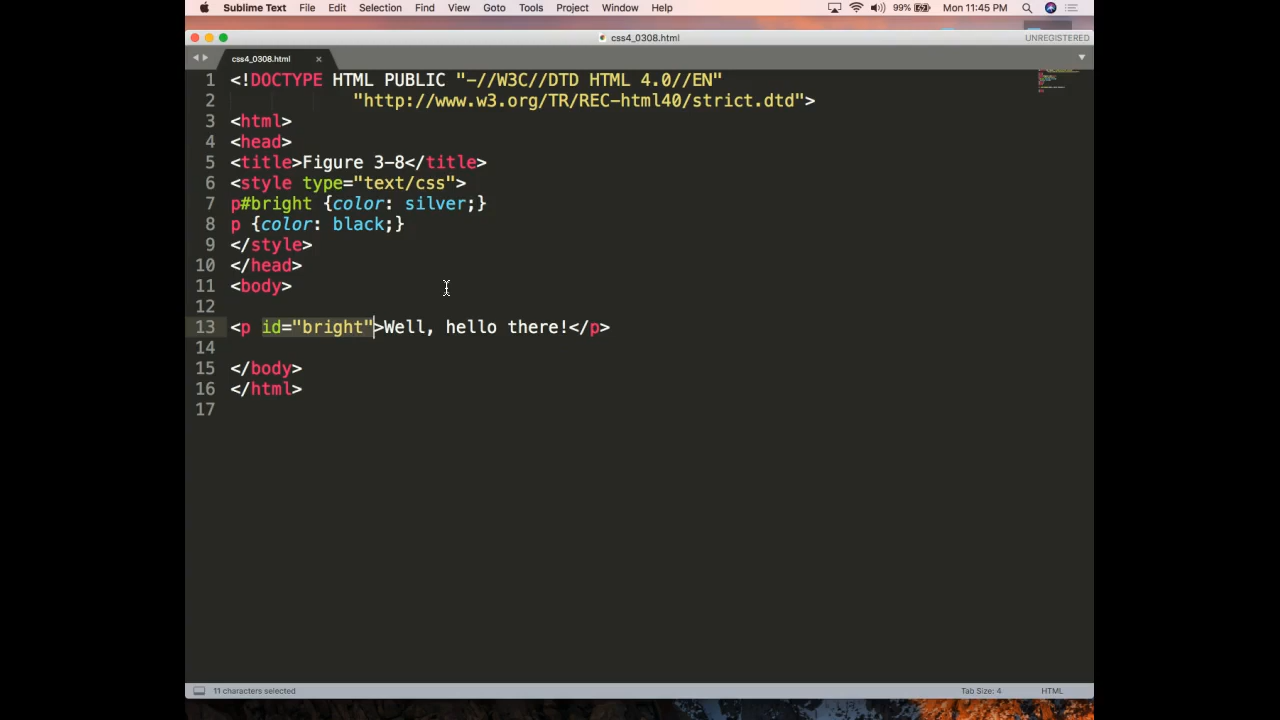 Sublime Text File Edit Selection Find View Goto Tools Project Window Help 99% Mon 11:45 PM
css4_0308.html UNREGISTERED
css4_0308.html ×
1 <!DOCTYPE HTML PUBLIC "-//W3C//DTD HTML 4.0//EN"
2 "http://www.w3.org/TR/REC-html40/strict.dtd">
3 <html>
4 <head>
5 <title>Figure 3-8</title>
6 <style type="text/css">
7 p#bright {color: silver;}
8 p {color: black;}
9 </style>
10 </head>
11 <body>
12
13 <p id="bright">Well, hello there!</p>
14
15 </body>
16 </html>
17
11 characters selected Tab Size: 4 HTML